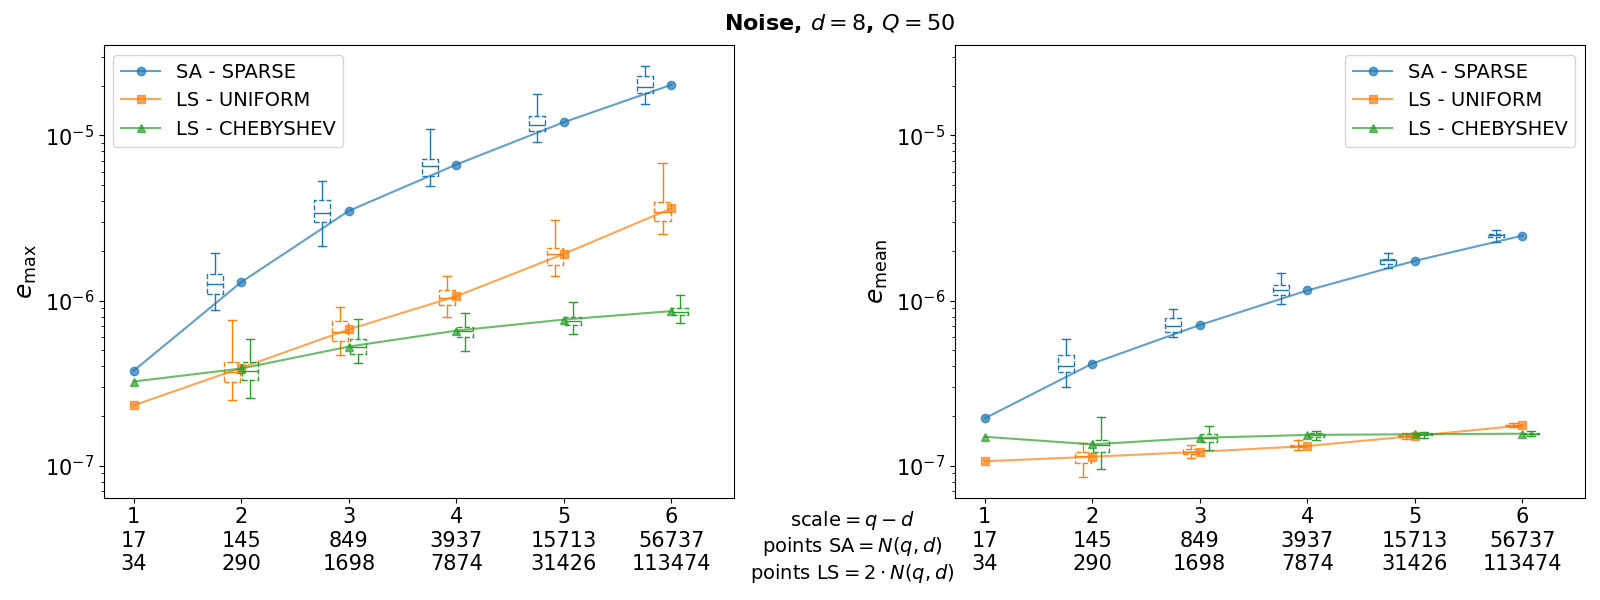 Noise, d = 8, Q = 50
SA - SPARSE
LS - UNIFORM
LS - CHEBYSHEV
10⁻⁵
10⁻⁶
10⁻⁷
e_max
1 2 3 4 5 6
17 145 849 3937 15713 56737
34 290 1698 7874 31426 113474
scale = q − d
points SA = N(q, d)
points LS = 2 · N(q, d)
SA - SPARSE
LS - UNIFORM
LS - CHEBYSHEV
10⁻⁵
10⁻⁶
10⁻⁷
e_mean
1 2 3 4 5 6
17 145 849 3937 15713 56737
34 290 1698 7874 31426 113474